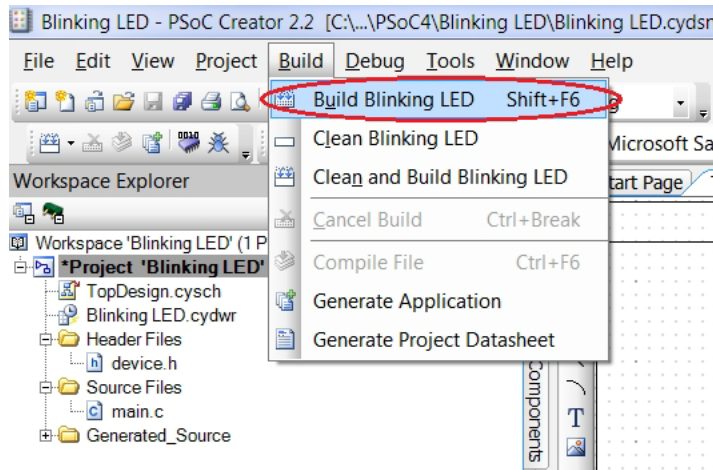 Blinking LED - PSoC Creator 2.2 [C:\...\PSoC4\Blinking LED\Blinking LED.cydsn
File Edit View Project Build Debug Tools Window Help
Build Blinking LED Shift+F6
Clean Blinking LED
Microsoft Sa
Workspace Explorer
Clean and Build Blinking LED
tart Page
Cancel Build Ctrl+Break
Workspace 'Blinking LED' (1 P
*Project 'Blinking LED'
Compile File Ctrl+F6
TopDesign.cysch
Generate Application
Blinking LED.cydwr
Header Files
Generate Project Datasheet
device.h
Source Files
main.c
Generated_Source
Components